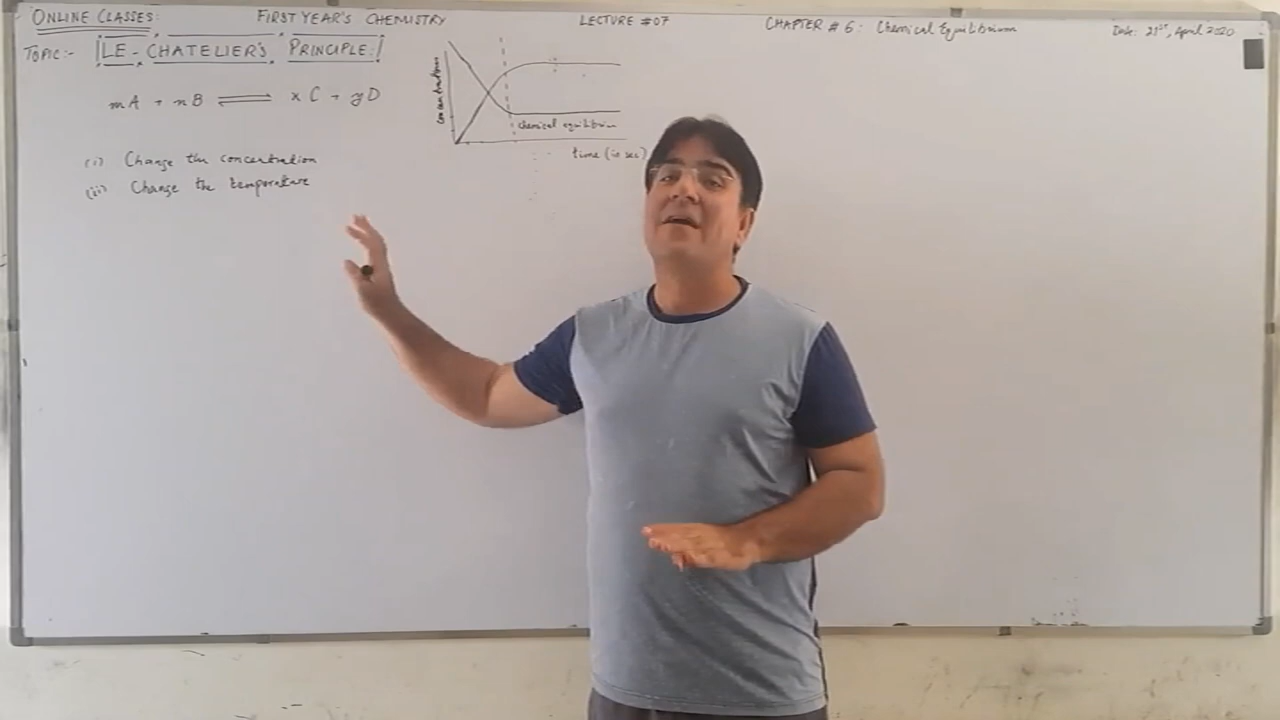 ONLINE CLASSES: FIRST YEAR'S CHEMISTRY LECTURE #07 CHAPTER # 6: Chemical Equilibrium Date: 21st, April 2020
TOPIC:- LE-CHATELIER'S PRINCIPLE:
mA + nB ⇌ xC + yD
concentration
chemical equilibrium
time (in sec)
(i) Change the concentration
(ii) Change the temperature